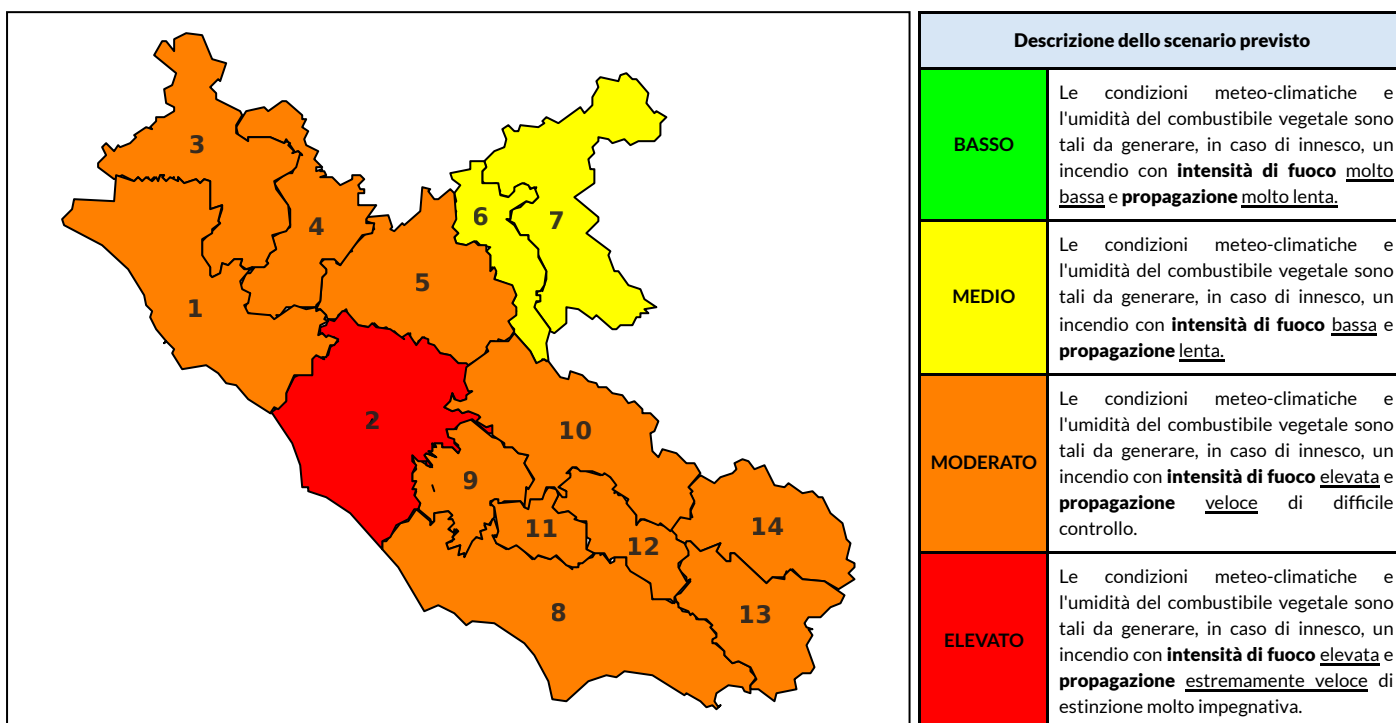 3
4
6
7
5
1
2
10
9
11
12
14
8
13
Descrizione dello scenario previsto
BASSO
Le condizioni meteo-climatiche e
l'umidità del combustibile vegetale sono
tali da generare, in caso di innesco, un
incendio con intensità di fuoco molto
bassa e propagazione molto lenta.
MEDIO
Le condizioni meteo-climatiche e
l'umidità del combustibile vegetale sono
tali da generare, in caso di innesco, un
incendio con intensità di fuoco bassa e
propagazione lenta.
MODERATO
Le condizioni meteo-climatiche e
l'umidità del combustibile vegetale sono
tali da generare, in caso di innesco, un
incendio con intensità di fuoco elevata e
propagazione veloce di difficile
controllo.
ELEVATO
Le condizioni meteo-climatiche e
l'umidità del combustibile vegetale sono
tali da generare, in caso di innesco, un
incendio con intensità di fuoco elevata e
propagazione estremamente veloce di
estinzione molto impegnativa.